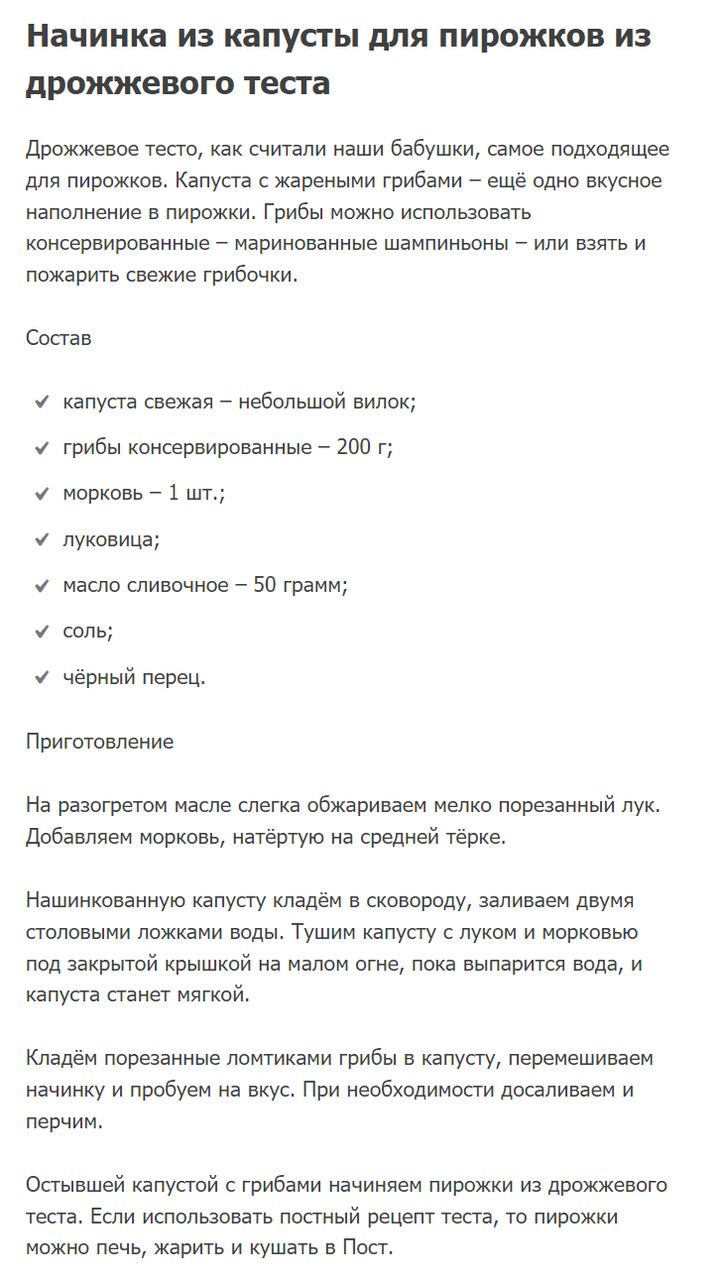 Начинка из капусты для пирожков из
дрожжевого теста
Дрожжевое тесто, как считали наши бабушки, самое подходящее
для пирожков. Капуста с жареными грибами – ещё одно вкусное
наполнение в пирожки. Грибы можно использовать
консервированные – маринованные шампиньоны – или взять и
пожарить свежие грибочки.
Состав
капуста свежая – небольшой вилок;
грибы консервированные – 200 г;
морковь – 1 шт.;
луковица;
масло сливочное – 50 грамм;
соль;
чёрный перец.
Приготовление
На разогретом масле слегка обжариваем мелко порезанный лук.
Добавляем морковь, натёртую на средней тёрке.
Нашинкованную капусту кладём в сковороду, заливаем двумя
столовыми ложками воды. Тушим капусту с луком и морковью
под закрытой крышкой на малом огне, пока выпарится вода, и
капуста станет мягкой.
Кладём порезанные ломтиками грибы в капусту, перемешиваем
начинку и пробуем на вкус. При необходимости досаливаем и
перчим.
Остывшей капустой с грибами начиняем пирожки из дрожжевого
теста. Если использовать постный рецепт теста, то пирожки
можно печь, жарить и кушать в Пост.